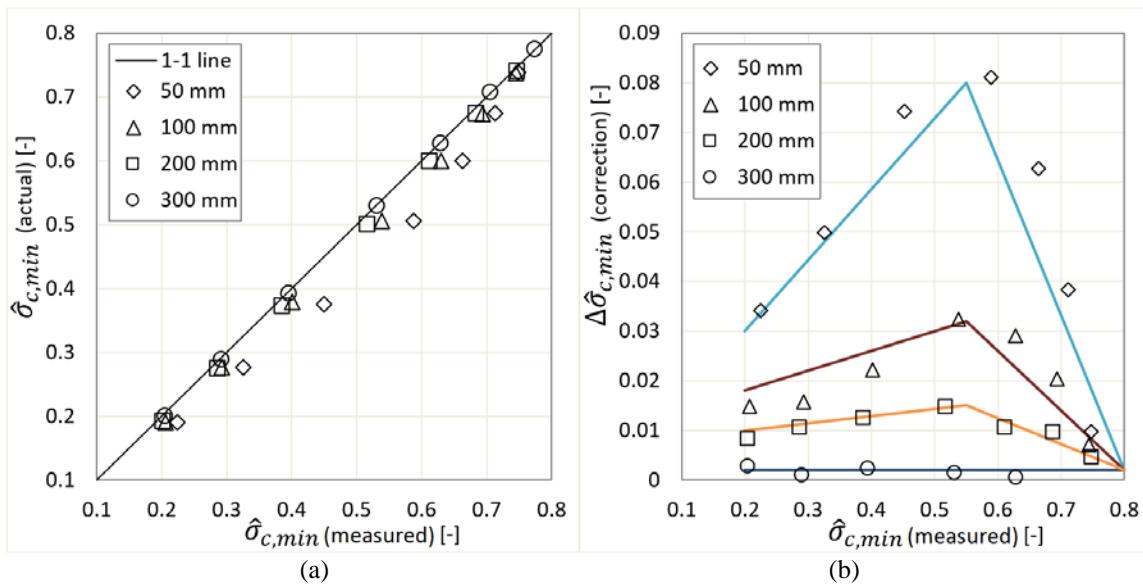 0.8
0.7
0.6
0.5
0.4
0.3
0.2
0.1
σ̂c,min (actual) [-]
1-1 line
50 mm
100 mm
200 mm
300 mm
0.1 0.2 0.3 0.4 0.5 0.6 0.7 0.8
σ̂c,min (measured) [-]
(a)
0.09
0.08
0.07
0.06
0.05
0.04
0.03
0.02
0.01
0
Δσ̂c,min (correction) [-]
50 mm
100 mm
200 mm
300 mm
0.1 0.2 0.3 0.4 0.5 0.6 0.7 0.8
σ̂c,min (measured) [-]
(b)